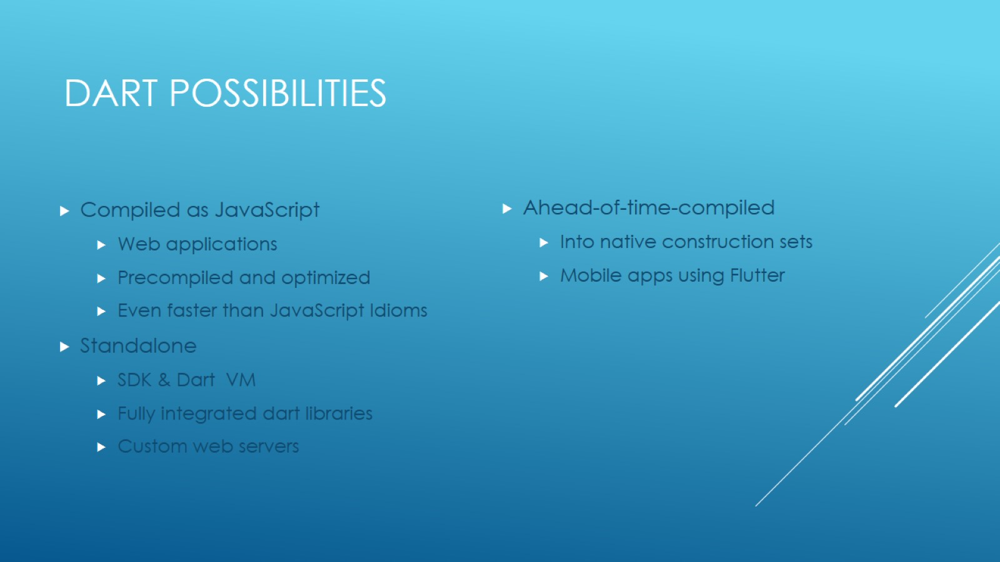 DART POSSIBILITIES
Compiled as JavaScript
Web applications
Precompiled and optimized
Even faster than JavaScript Idioms
Standalone
SDK & Dart  VM
Fully integrated dart libraries
Custom web servers
Ahead-of-time-compiled
Into native construction sets
Mobile apps using Flutter